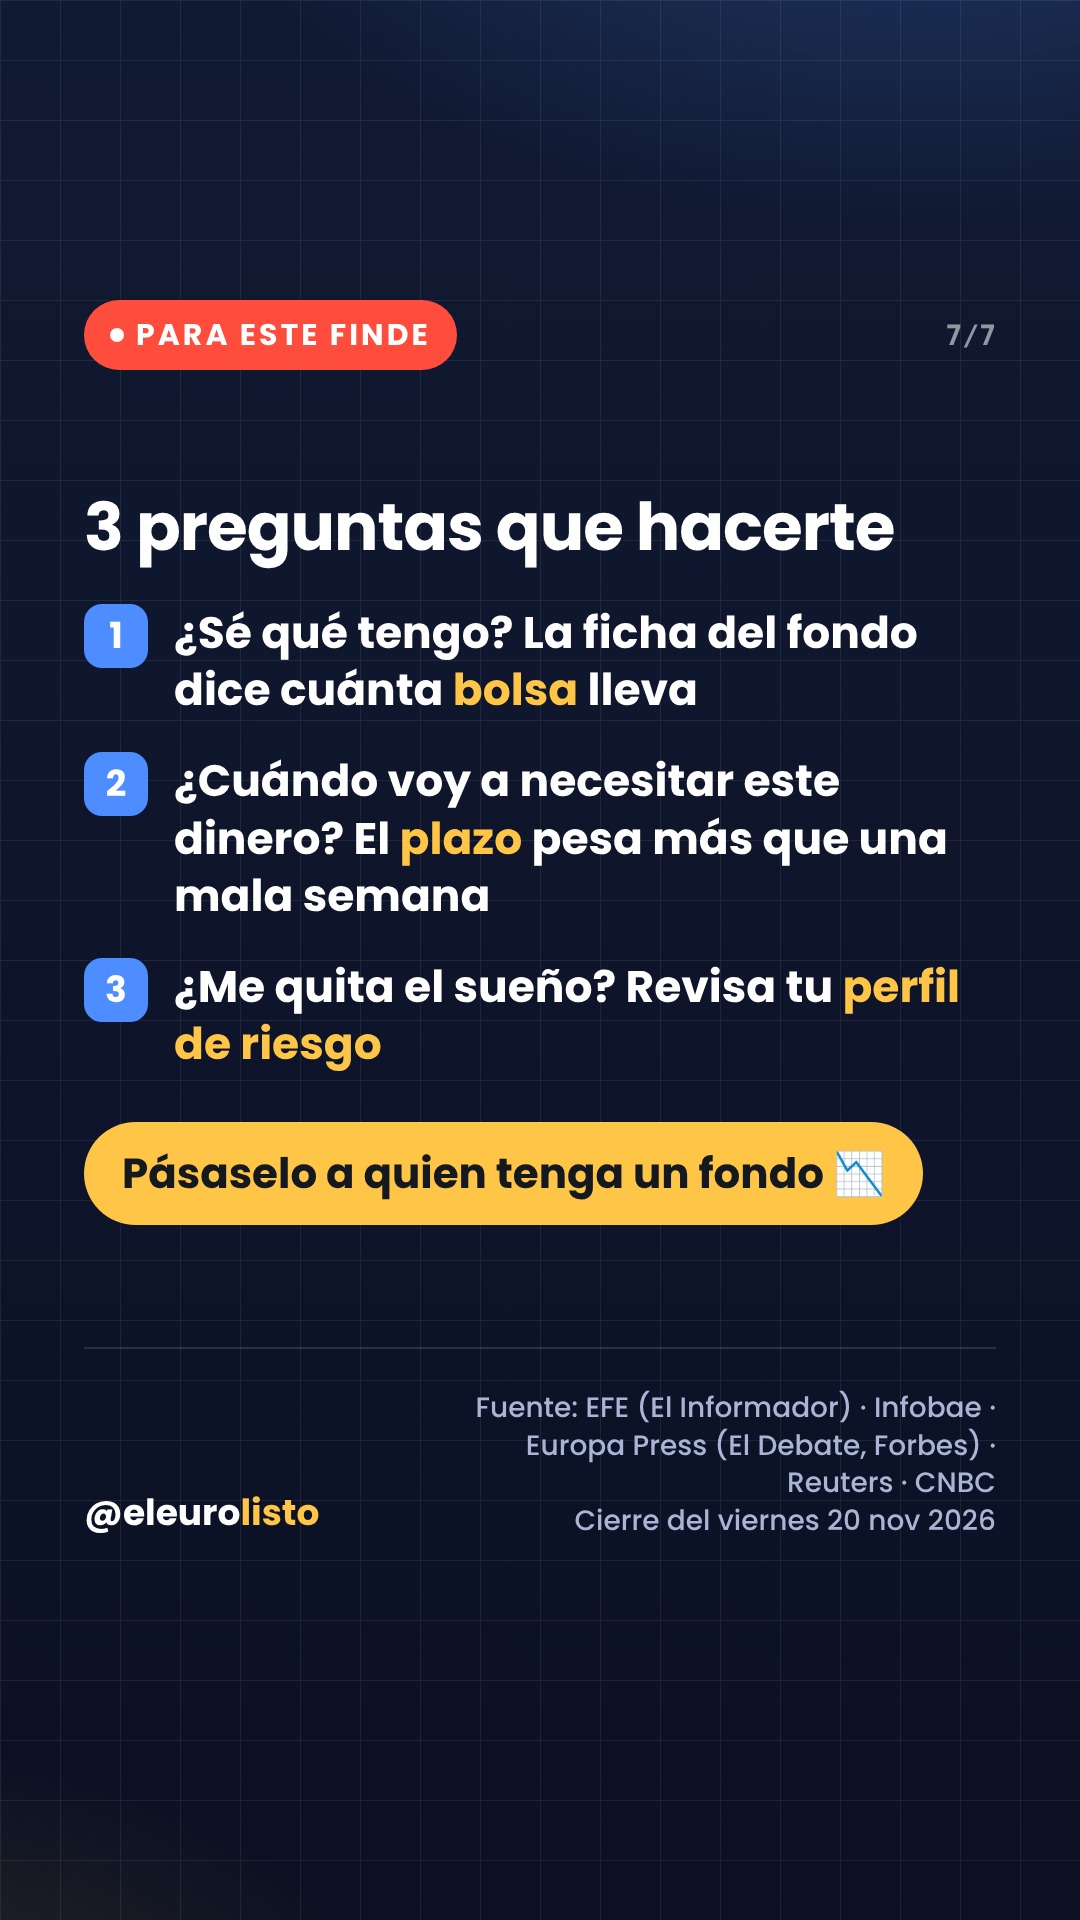 PARA ESTE FINDE
7/7
3 preguntas que hacerte
1 ¿Sé qué tengo? La ficha del fondo
dice cuánta bolsa lleva
2 ¿Cuándo voy a necesitar este
dinero? El plazo pesa más que una
mala semana
3 ¿Me quita el sueño? Revisa tu perfil
de riesgo
Pásaselo a quien tenga un fondo 📉
Fuente: EFE (El Informador) · Infobae ·
Europa Press (El Debate, Forbes) ·
Reuters · CNBC
Cierre del viernes 20 nov 2026
@eleurolisto